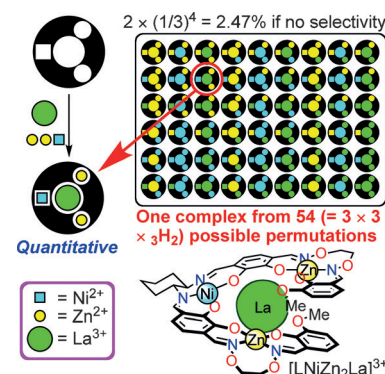 2 × (1/3)⁴ = 2.47% if no selectivity
Quantitative
One complex from 54 (= 3 × 3
× ₃H₂) possible permutations
= Ni²⁺
= Zn²⁺
= La³⁺
N
O
O
N
Zn
O
N
Ni
O
O
La
O
Me
Me
O
N
O
Zn
O
N
O
O
[LNiZn₂La]³⁺